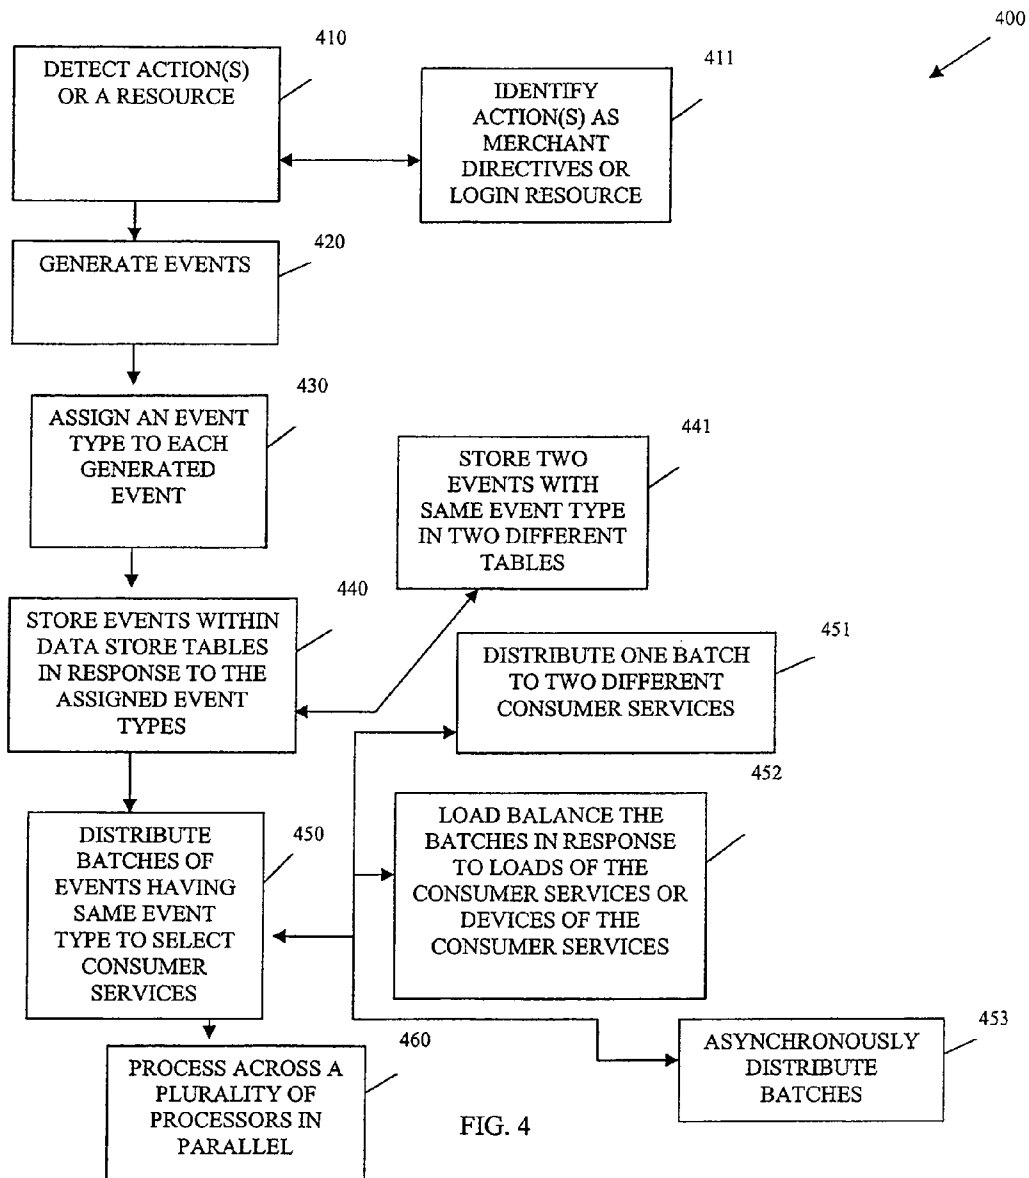 400
410
DETECT ACTION(S)
OR A RESOURCE
411
IDENTIFY
ACTION(S) AS
MERCHANT
DIRECTIVES OR
LOGIN RESOURCE
420
GENERATE EVENTS
430
ASSIGN AN EVENT
TYPE TO EACH
GENERATED
EVENT
441
STORE TWO
EVENTS WITH
SAME EVENT TYPE
IN TWO DIFFERENT
TABLES
440
STORE EVENTS WITHIN
DATA STORE TABLES
IN RESPONSE TO THE
ASSIGNED EVENT
TYPES
451
DISTRIBUTE ONE BATCH
TO TWO DIFFERENT
CONSUMER SERVICES
452
LOAD BALANCE THE
BATCHES IN RESPONSE
TO LOADS OF THE
CONSUMER SERVICES OR
DEVICES OF THE
CONSUMER SERVICES
450
DISTRIBUTE
BATCHES OF
EVENTS HAVING
SAME EVENT
TYPE TO SELECT
CONSUMER
SERVICES
453
ASYNCHRONOUSLY
DISTRIBUTE
BATCHES
460
PROCESS ACROSS A
PLURALITY OF
PROCESSORS IN
PARALLEL
FIG. 4